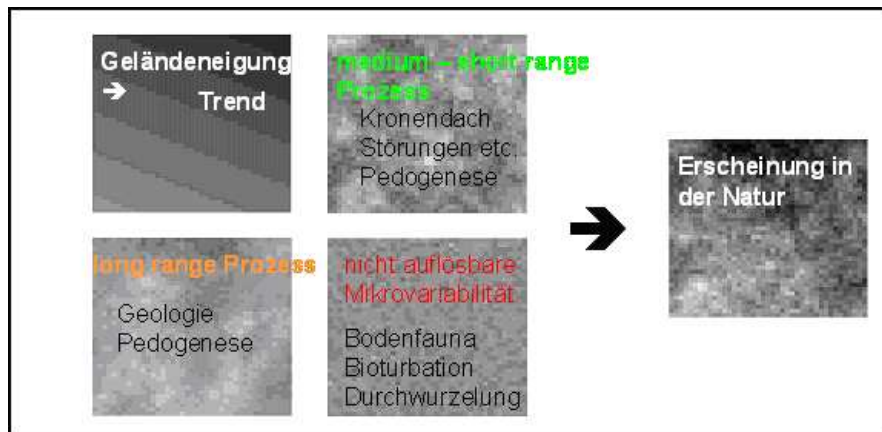 Geländeneigung
➔
Trend
medium – short range
Prozess
Kronendach
Störungen etc.
Pedogenese
long range Prozess
Geologie
Pedogenese
nicht auflösbare
Mikrovariabilität
Bodenfauna
Bioturbation
Durchwurzelung
Erscheinung in
der Natur